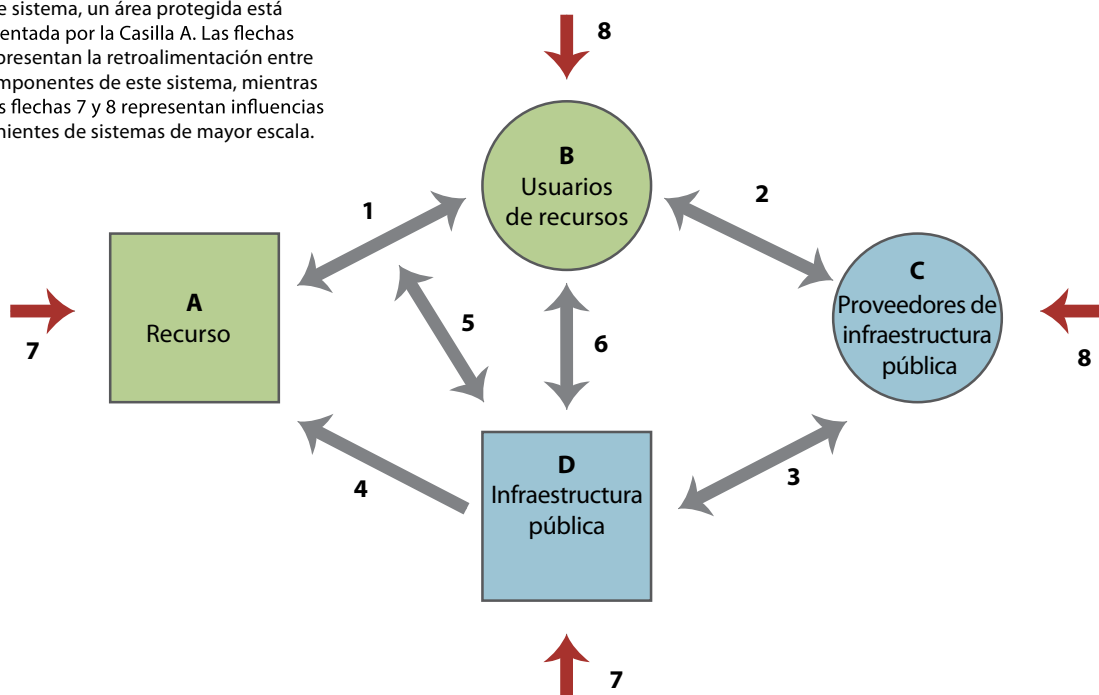 e sistema, un área protegida está
entada por la Casilla A. Las flechas
presentan la retroalimentación entre
mponentes de este sistema, mientras
s flechas 7 y 8 representan influencias
nientes de sistemas de mayor escala.
8
B
Usuarios
de recursos
1
2
A
Recurso
7
5
6
C
Proveedores de
infraestructura
pública
8
4
D
Infraestructura
pública
3
7